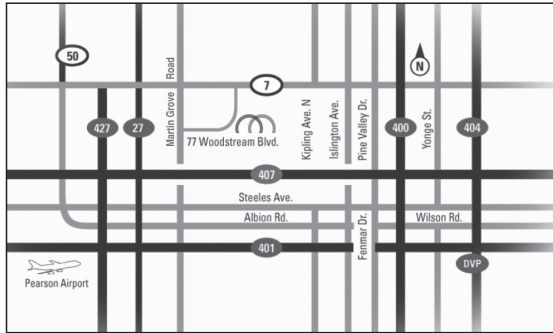 50
Martin Grove Road
7
N
427
27
77 Woodstream Blvd.
Kipling Ave. N
Islington Ave.
Pine Valley Dr.
400
Yonge St.
404
407
Steeles Ave.
Albion Rd.
Wilson Rd.
Fenmar Dr.
401
DVP
Pearson Airport